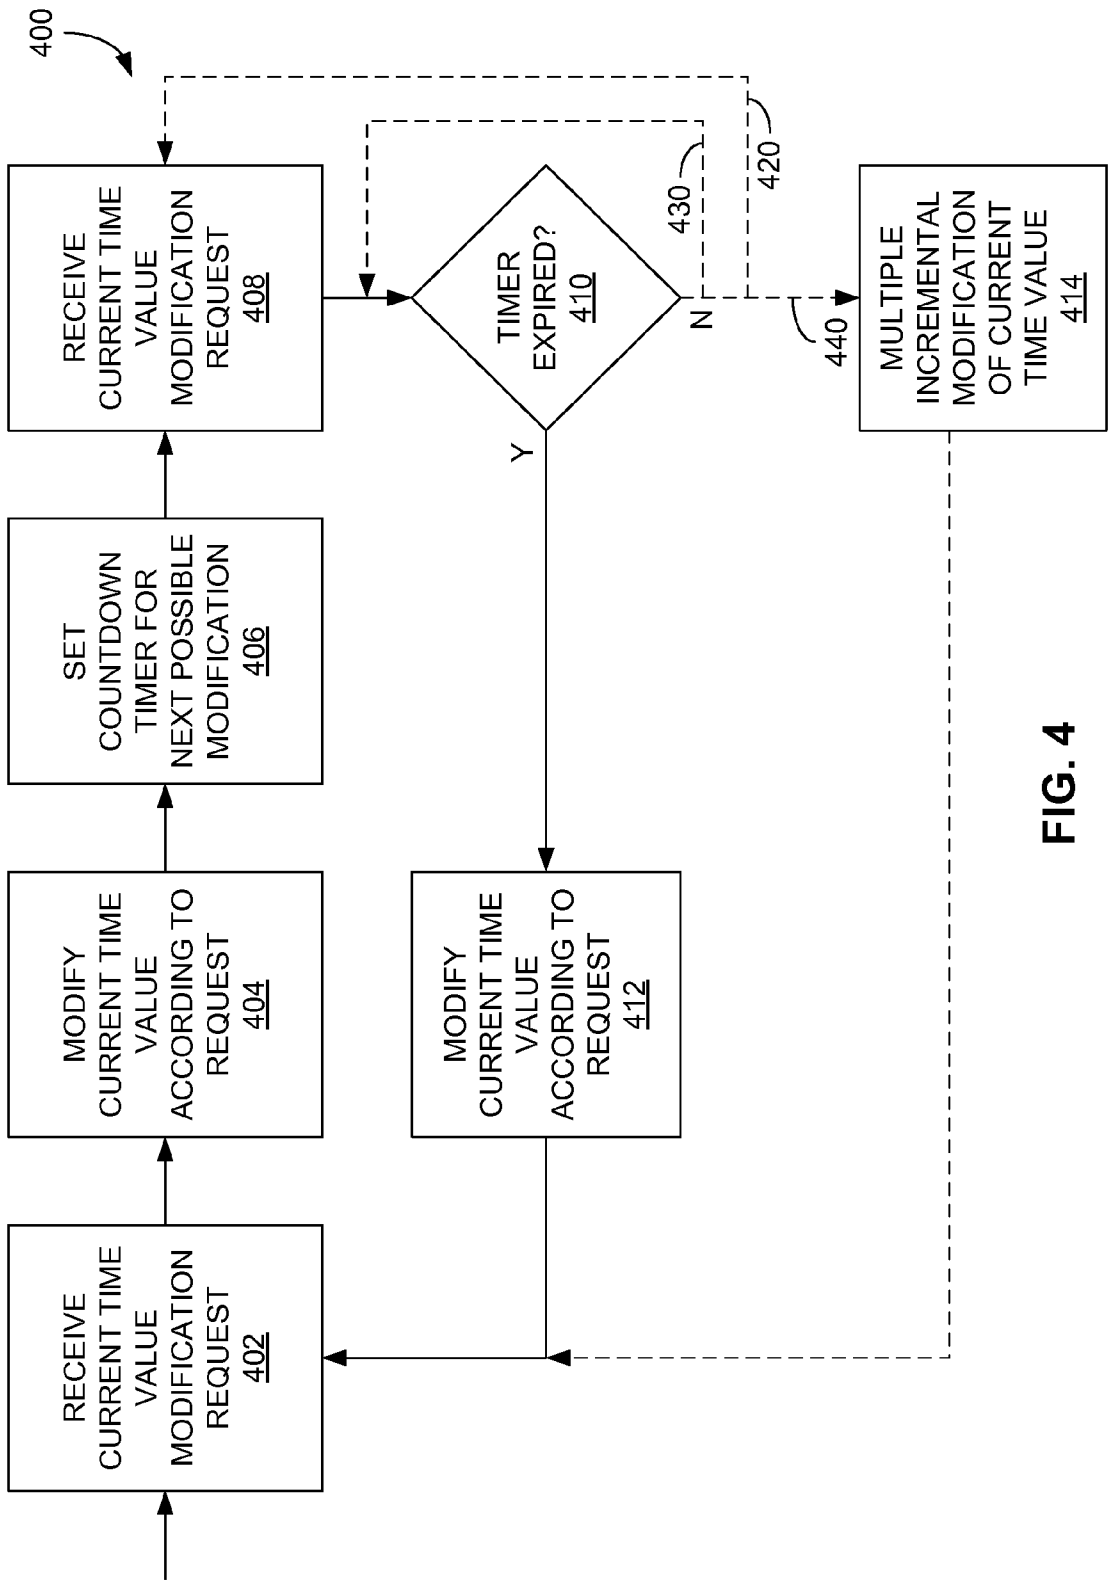 400
RECEIVE
CURRENT TIME
VALUE
MODIFICATION
REQUEST
402
MODIFY
CURRENT TIME
VALUE
ACCORDING TO
REQUEST
404
SET
COUNTDOWN
TIMER FOR
NEXT POSSIBLE
MODIFICATION
406
RECEIVE
CURRENT TIME
VALUE
MODIFICATION
REQUEST
408
MODIFY
CURRENT TIME
VALUE
ACCORDING TO
REQUEST
412
Y
TIMER
EXPIRED?
410
N
430
420
440
MULTIPLE
INCREMENTAL
MODIFICATION
OF CURRENT
TIME VALUE
414
FIG. 4